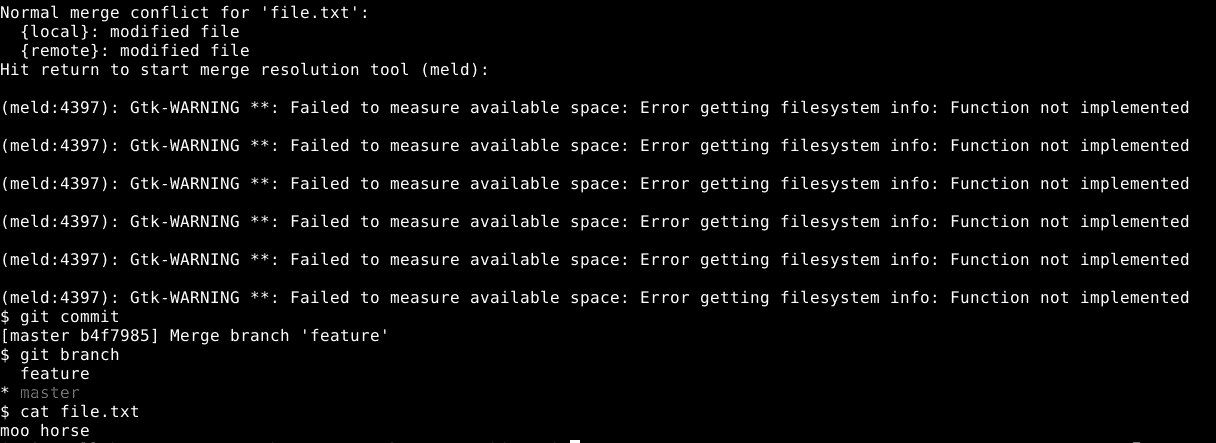 Normal merge conflict for 'file.txt':
  {local}: modified file
  {remote}: modified file
Hit return to start merge resolution tool (meld):
(meld:4397): Gtk-WARNING **: Failed to measure available space: Error getting filesystem info: Function not implemented
(meld:4397): Gtk-WARNING **: Failed to measure available space: Error getting filesystem info: Function not implemented
(meld:4397): Gtk-WARNING **: Failed to measure available space: Error getting filesystem info: Function not implemented
(meld:4397): Gtk-WARNING **: Failed to measure available space: Error getting filesystem info: Function not implemented
(meld:4397): Gtk-WARNING **: Failed to measure available space: Error getting filesystem info: Function not implemented
(meld:4397): Gtk-WARNING **: Failed to measure available space: Error getting filesystem info: Function not implemented
$ git commit
[master b4f7985] Merge branch 'feature'
$ git branch
  feature
* master
$ cat file.txt
moo horse